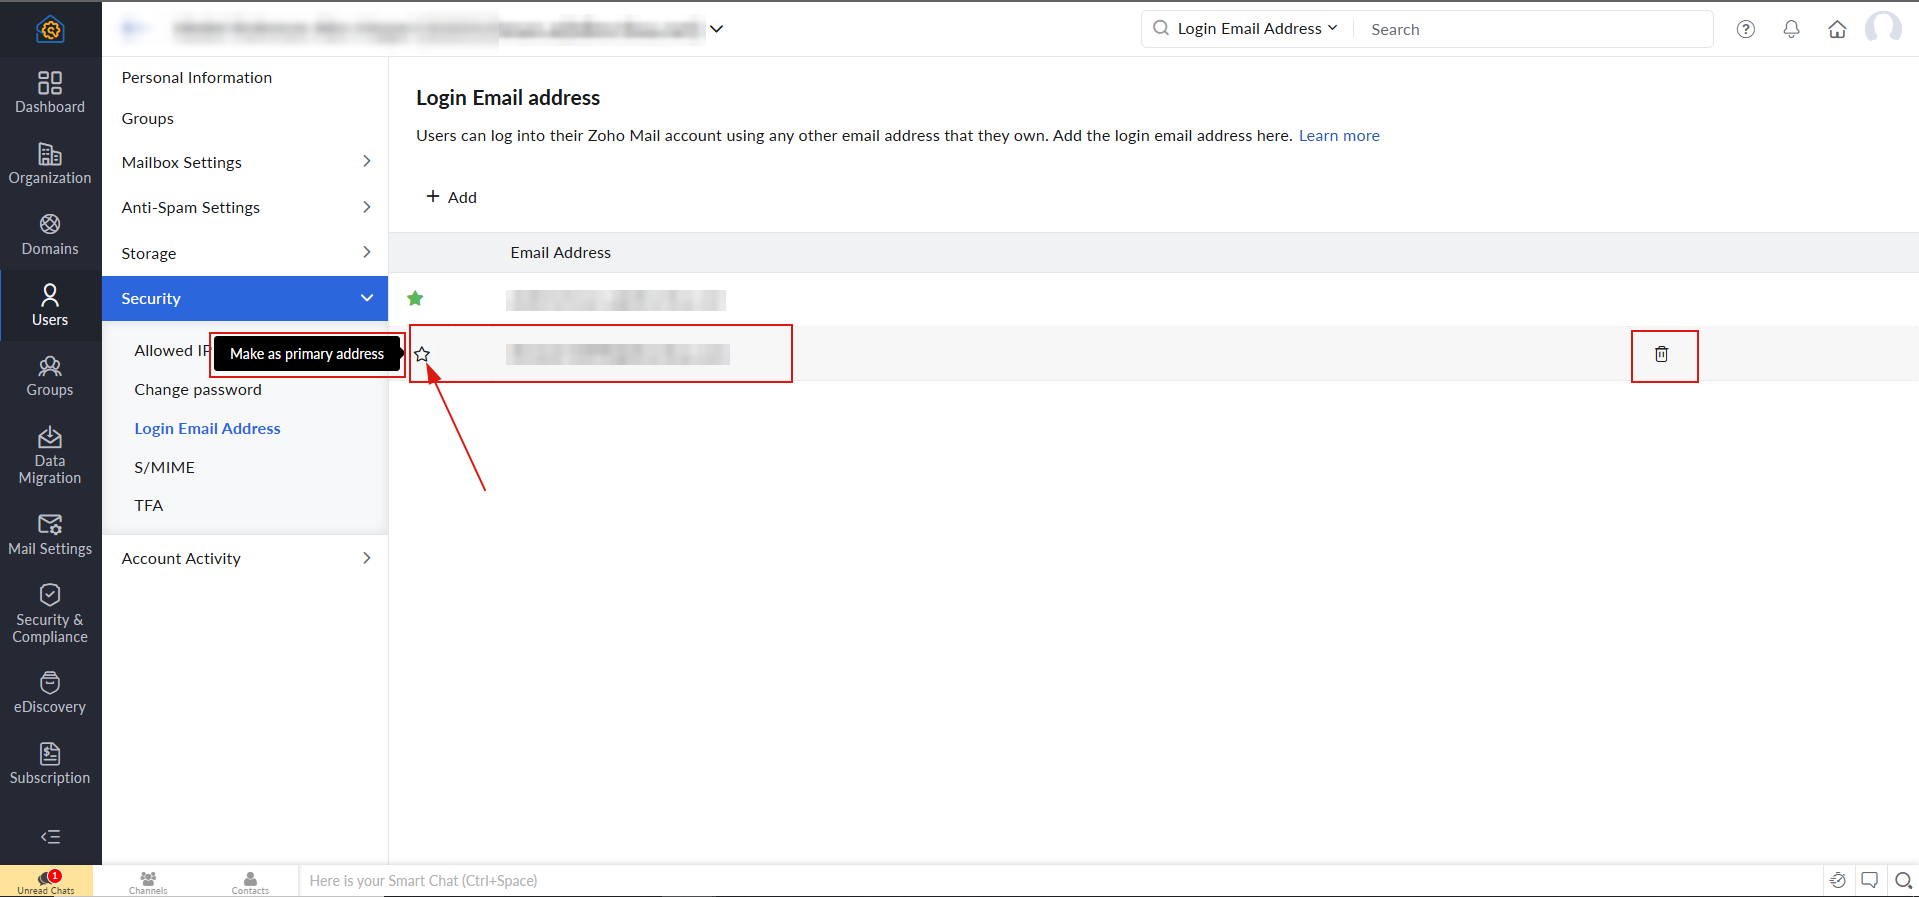 Login Email Address
Search
Dashboard
Organization
Domains
Users
Groups
Data
Migration
Mail Settings
Security &
Compliance
eDiscovery
Subscription
Personal Information
Groups
Mailbox Settings
Anti-Spam Settings
Storage
Security
Allowed IP
Make as primary address
Change password
Login Email Address
S/MIME
TFA
Account Activity
Login Email address
Users can log into their Zoho Mail account using any other email address that they own. Add the login email address here. Learn more
+ Add
Email Address
1
Unread Chats
Channels
Contacts
Here is your Smart Chat (Ctrl+Space)